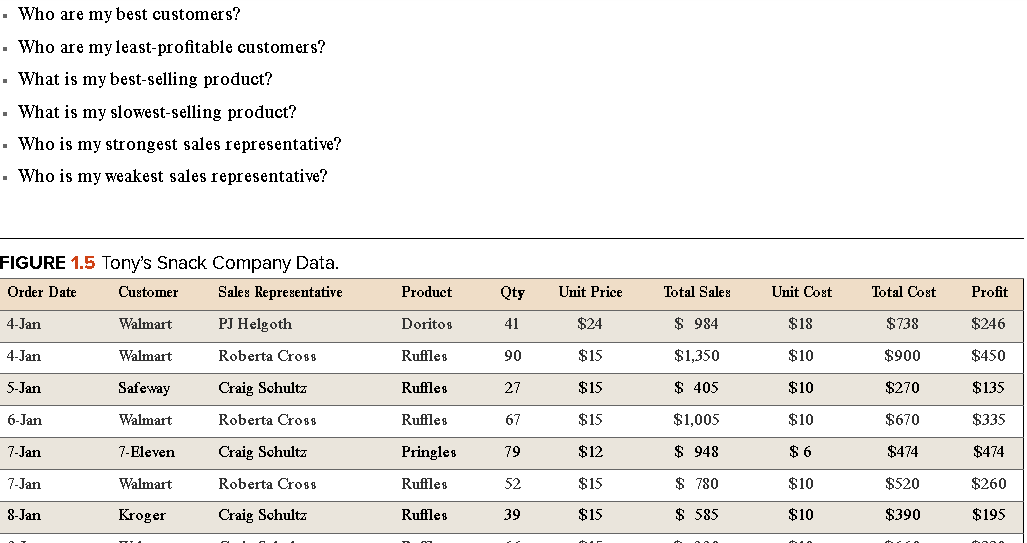 ▪ Who are my best customers?
▪ Who are my least-profitable customers?
▪ What is my best-selling product?
▪ What is my slowest-selling product?
▪ Who is my strongest sales representative?
▪ Who is my weakest sales representative?
FIGURE 1.5 Tony's Snack Company Data.
Order Date Customer Sales Representative Product Qty Unit Price Total Sales Unit Cost Total Cost Profit
4-Jan Walmart PJ Helgoth Doritos 41 $24 $ 984 $18 $738 $246
4-Jan Walmart Roberta Cross Ruffles 90 $15 $1,350 $10 $900 $450
5-Jan Safeway Craig Schultz Ruffles 27 $15 $ 405 $10 $270 $135
6-Jan Walmart Roberta Cross Ruffles 67 $15 $1,005 $10 $670 $335
7-Jan 7-Eleven Craig Schultz Pringles 79 $12 $ 948 $ 6 $474 $474
7-Jan Walmart Roberta Cross Ruffles 52 $15 $ 780 $10 $520 $260
8-Jan Kroger Craig Schultz Ruffles 39 $15 $ 585 $10 $390 $195